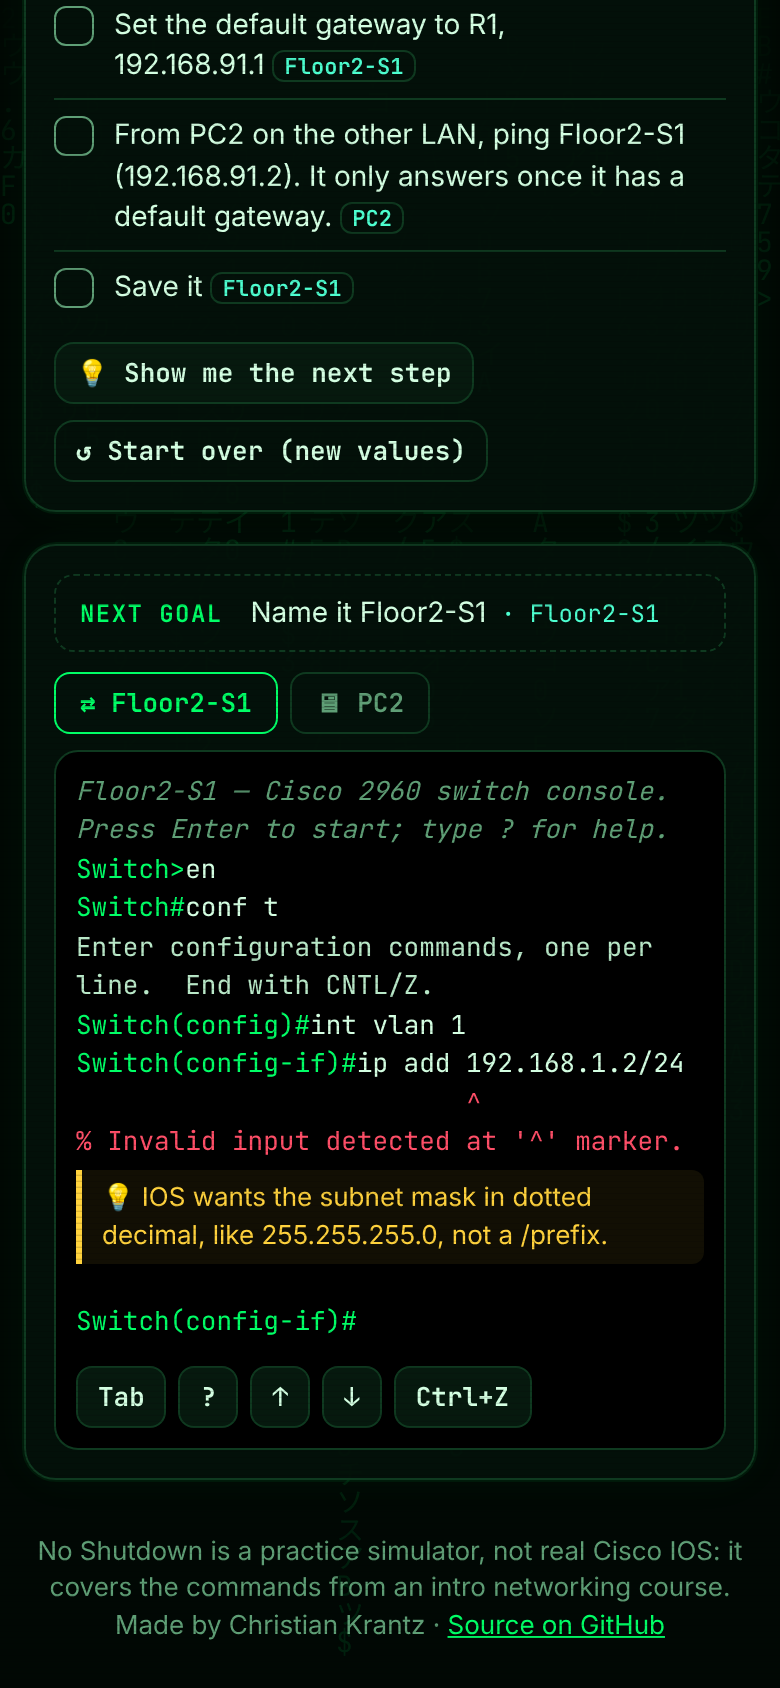 Set the default gateway to R1,
192.168.91.1 Floor2-S1
From PC2 on the other LAN, ping Floor2-S1
(192.168.91.2). It only answers once it has a
default gateway. PC2
Save it Floor2-S1
💡 Show me the next step
↺ Start over (new values)
NEXT GOAL Name it Floor2-S1 · Floor2-S1
⇄ Floor2-S1 🖥 PC2
Floor2-S1 — Cisco 2960 switch console.
Press Enter to start; type ? for help.
Switch>en
Switch#conf t
Enter configuration commands, one per
line.  End with CNTL/Z.
Switch(config)#int vlan 1
Switch(config-if)#ip add 192.168.1.2/24
^
% Invalid input detected at '^' marker.
💡 IOS wants the subnet mask in dotted
decimal, like 255.255.255.0, not a /prefix.
Switch(config-if)#
Tab ? ↑ ↓ Ctrl+Z
No Shutdown is a practice simulator, not real Cisco IOS: it
covers the commands from an intro networking course.
Made by Christian Krantz · Source on GitHub